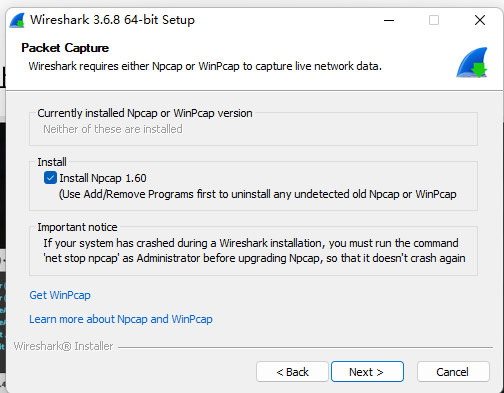 Wireshark 3.6.8 64-bit Setup
Packet Capture
Wireshark requires either Npcap or WinPcap to capture live network data.
Currently installed Npcap or WinPcap version
Neither of these are installed
Install
Install Npcap 1.60
(Use Add/Remove Programs first to uninstall any undetected old Npcap or WinPcap
Important notice
If your system has crashed during a Wireshark installation, you must run the command
'net stop npcap' as Administrator before upgrading Npcap, so that it doesn't crash again
Get WinPcap
Learn more about Npcap and WinPcap
Wireshark® Installer
< Back
Next >
Cancel